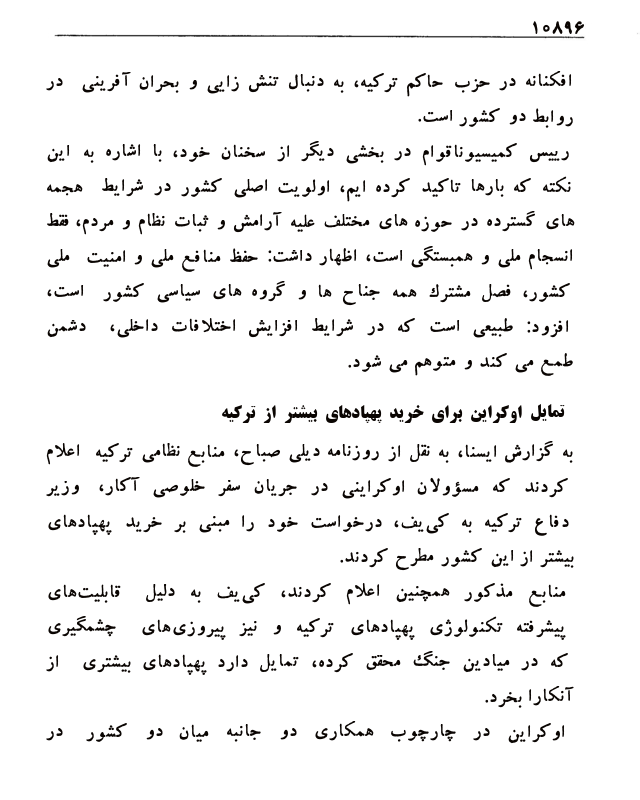 ۱۰۸۹۶
افکنانه در حزب حاکم ترکیه، به دنبال تنش زایی و بحران آفرینی در
روابط دو کشور است.
رییس کمیسیوناقوام در بخشی دیگر از سخنان خود، با اشاره به این
نکته که بارها تاکید کرده ایم، اولویت اصلی کشور در شرایط هجمه
های گسترده در حوزه های مختلف علیه آرامش و ثبات نظام و مردم، فقط
انسجام ملی و همبستگی است، اظهار داشت: حفظ منافع ملی و امنیت ملی
کشور، فصل مشترك همه جناح ها و گروه های سیاسی کشور است،
افزود: طبیعی است که در شرایط افزایش اختلافات داخلی، دشمن
طمع می کند و متوهم می شود.
تمایل اوکراین برای خرید پهپادهای بیشتر از ترکیه
به گزارش ایسنا، به نقل از روزنامه دیلی صباح، منابع نظامی ترکیه اعلام
کردند که مسؤولان اوکراینی در جریان سفر خلوصی آکار، وزیر
دفاع ترکیه به کی‌یف، درخواست خود را مبنی بر خرید پهپادهای
بیشتر از این کشور مطرح کردند.
منابع مذکور همچنین اعلام کردند، کی‌یف به دلیل قابلیت‌های
پیشرفته تکنولوژی پهپادهای ترکیه و نیز پیروزی‌های چشمگیری
که در میادین جنگ محقق کرده، تمایل دارد پهپادهای بیشتری از
آنکارا بخرد.
اوکراین در چارچوب همکاری دو جانبه میان دو کشور در